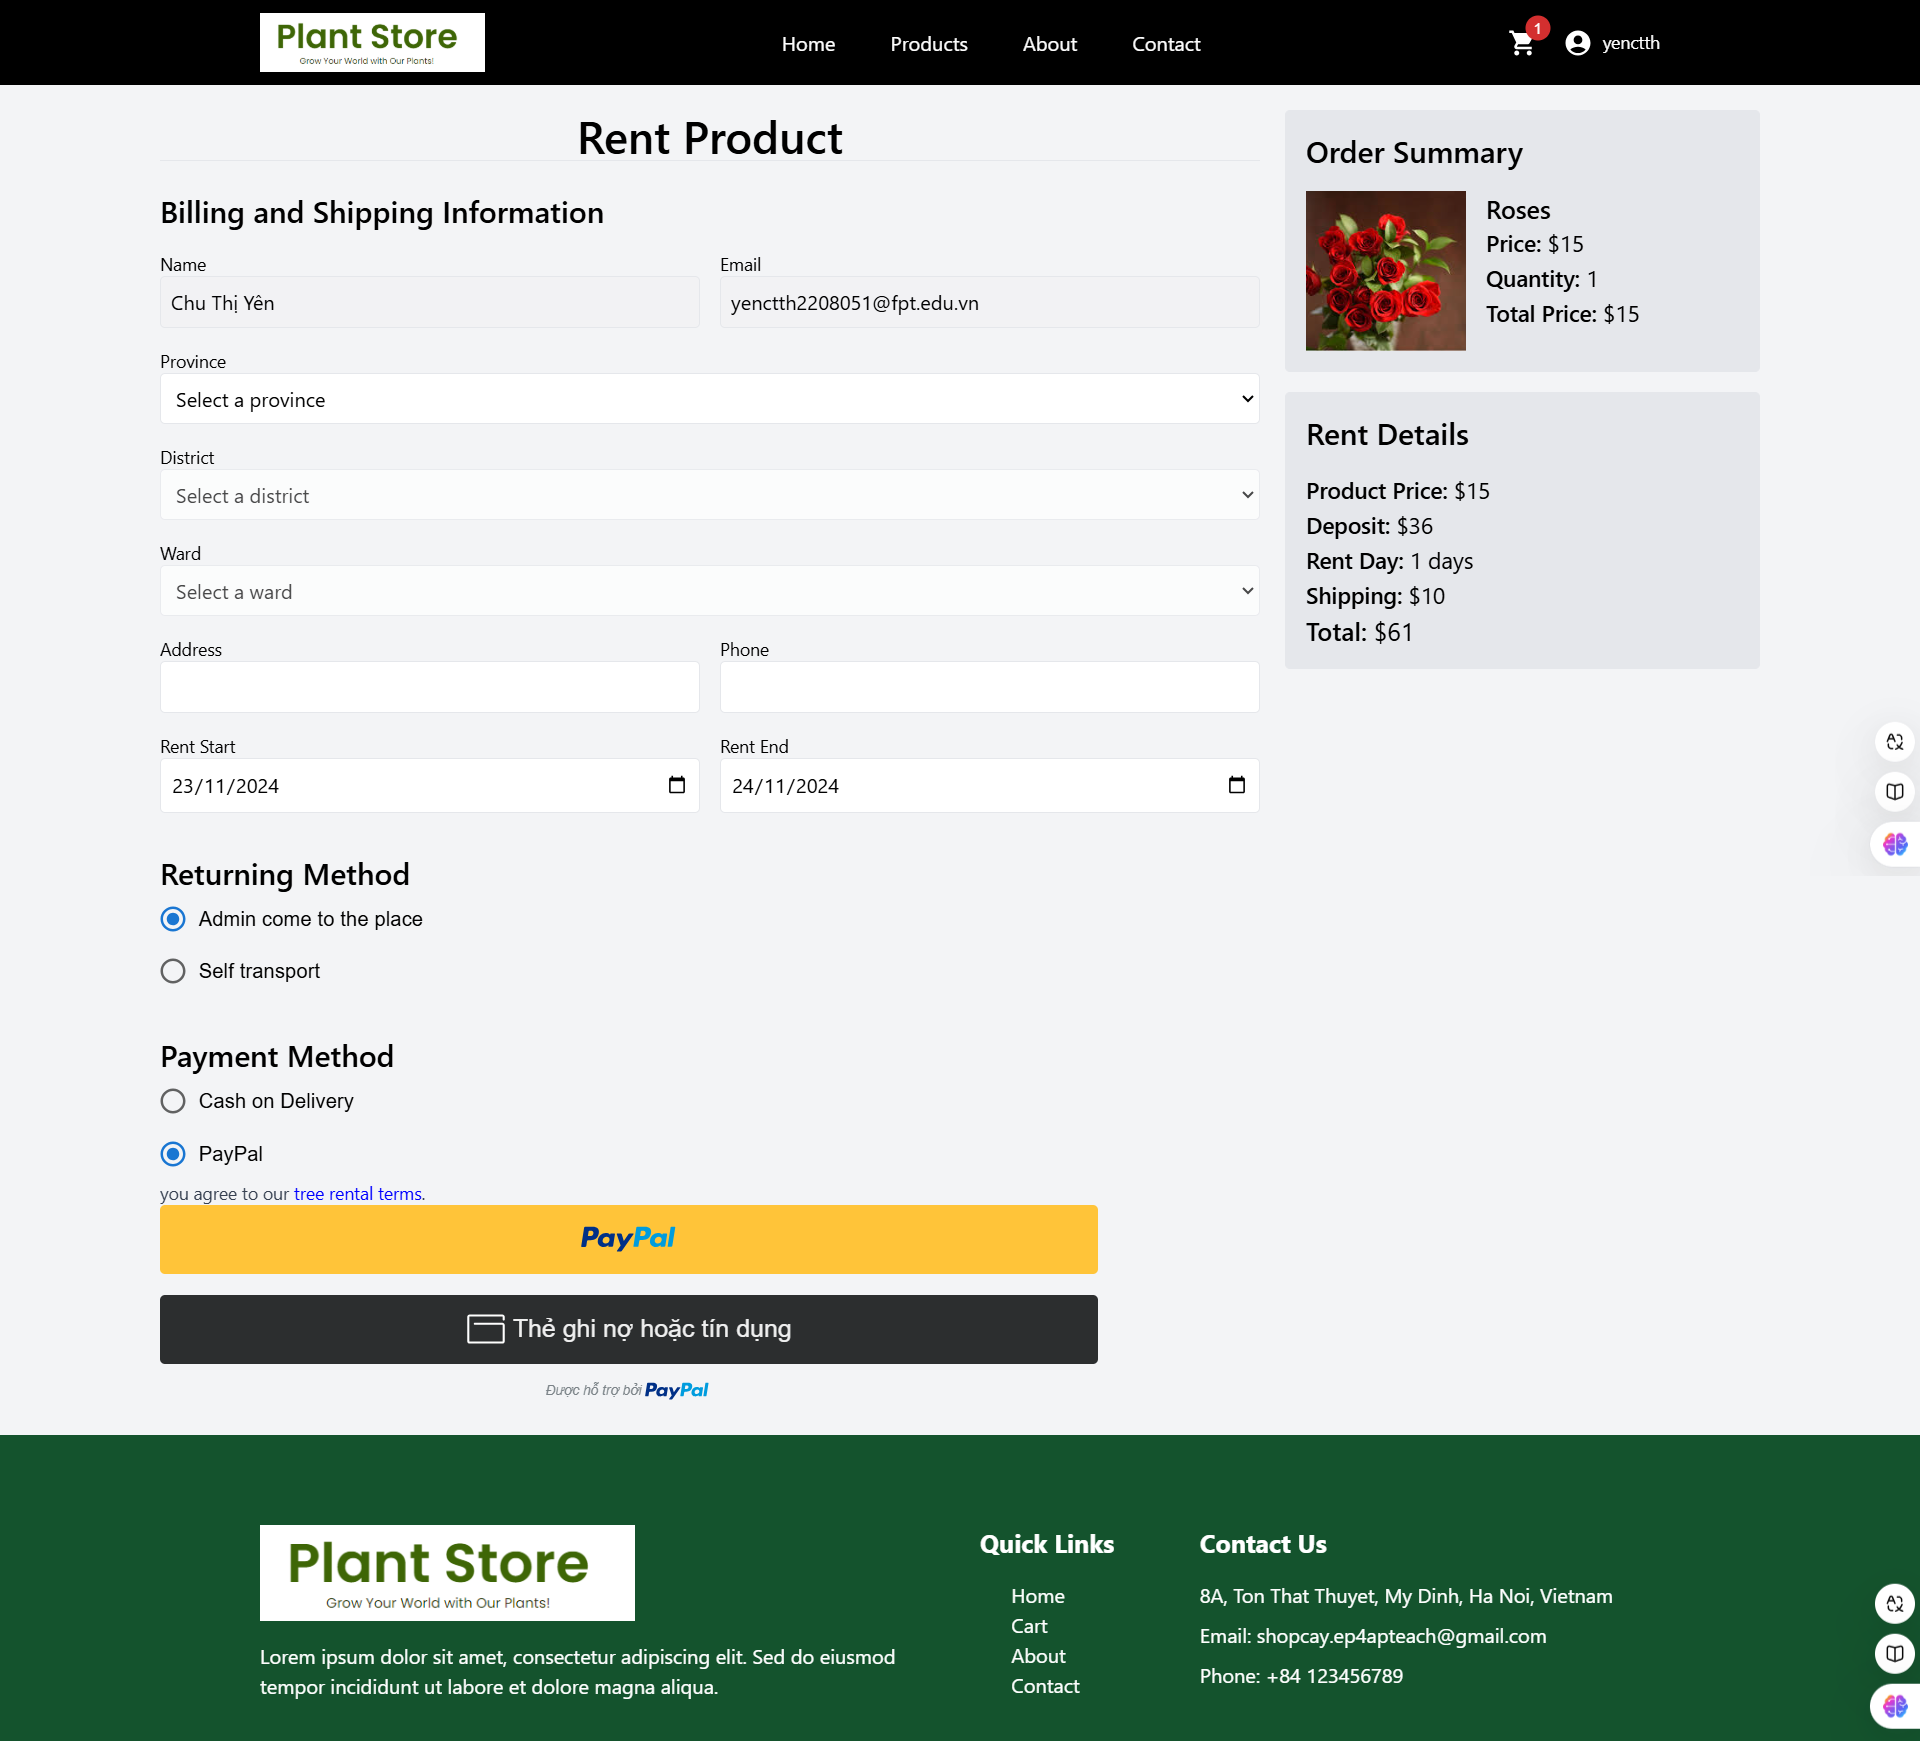 Plant Store
Grow Your World with Our Plants!
Home
Products
About
Contact
1
yenctth
Rent Product
Billing and Shipping Information
Name
Email
Chu Thị Yên
yenctth2208051@fpt.edu.vn
Province
Select a province
District
Select a district
Ward
Select a ward
Address
Phone
Rent Start
Rent End
23/11/2024
24/11/2024
Returning Method
Admin come to the place
Self transport
Payment Method
Cash on Delivery
PayPal
you agree to our tree rental terms.
PayPal
Thẻ ghi nợ hoặc tín dụng
Được hỗ trợ bởi PayPal
Order Summary
Roses
Price: $15
Quantity: 1
Total Price: $15
Rent Details
Product Price: $15
Deposit: $36
Rent Day: 1 days
Shipping: $10
Total: $61
Plant Store
Grow Your World with Our Plants!
Lorem ipsum dolor sit amet, consectetur adipiscing elit. Sed do eiusmod
tempor incididunt ut labore et dolore magna aliqua.
Quick Links
Home
Cart
About
Contact
Contact Us
8A, Ton That Thuyet, My Dinh, Ha Noi, Vietnam
Email: shopcay.ep4apteach@gmail.com
Phone: +84 123456789